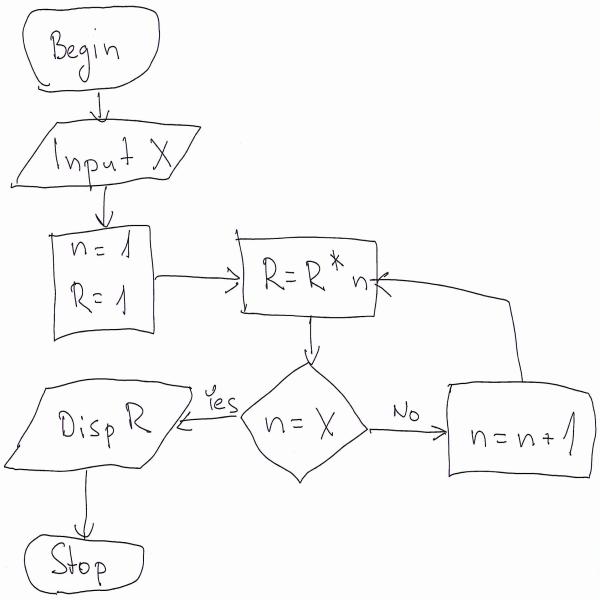 Begin
Input X
n = 1
R = 1
R = R * n
n = X
Yes
No
n = n + 1
Disp R
Stop